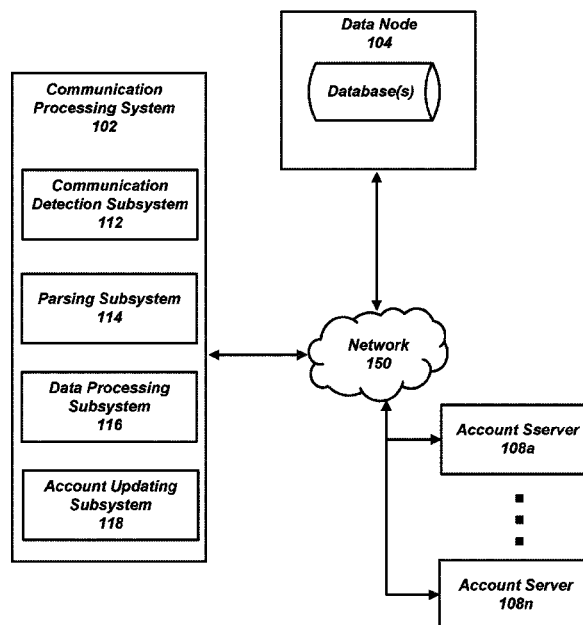 Data Node
104
Database(s)
Communication
Processing System
102
Communication
Detection Subsystem
112
Parsing Subsystem
114
Data Processing
Subsystem
116
Account Updating
Subsystem
118
Network
150
Account Sserver
108a
Account Server
108n